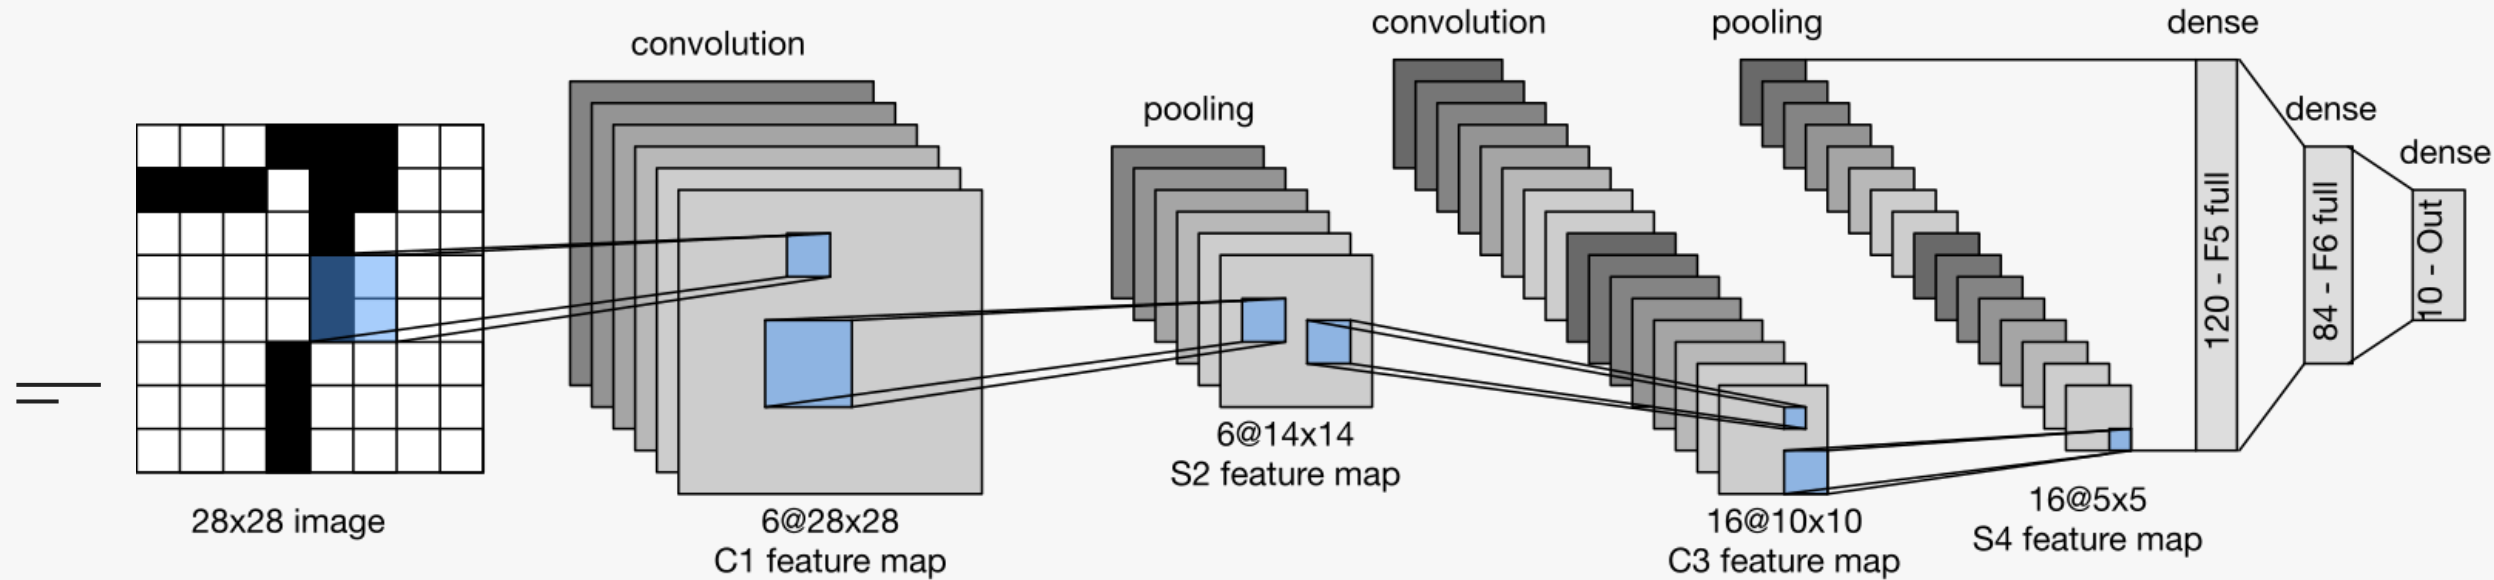 convolution
pooling
convolution
pooling
dense
dense
dense
28x28 image
6@28x28
C1 feature map
6@14x14
S2 feature map
16@10x10
C3 feature map
16@5x5
S4 feature map
120 - F5 full
84 - F6 full
10 - Out